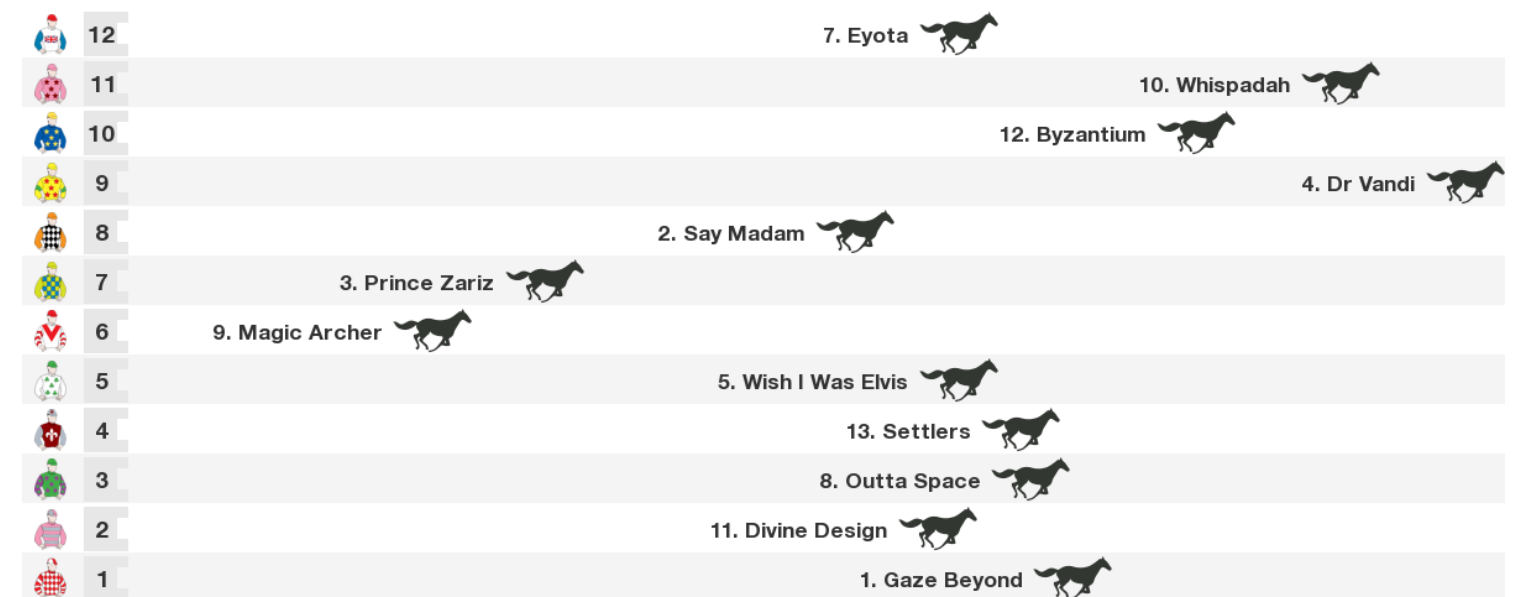 12 7. Eyota
11 10. Whispadah
10 12. Byzantium
9 4. Dr Vandi
8 2. Say Madam
7 3. Prince Zariz
6 9. Magic Archer
5 5. Wish I Was Elvis
4 13. Settlers
3 8. Outta Space
2 11. Divine Design
1 1. Gaze Beyond